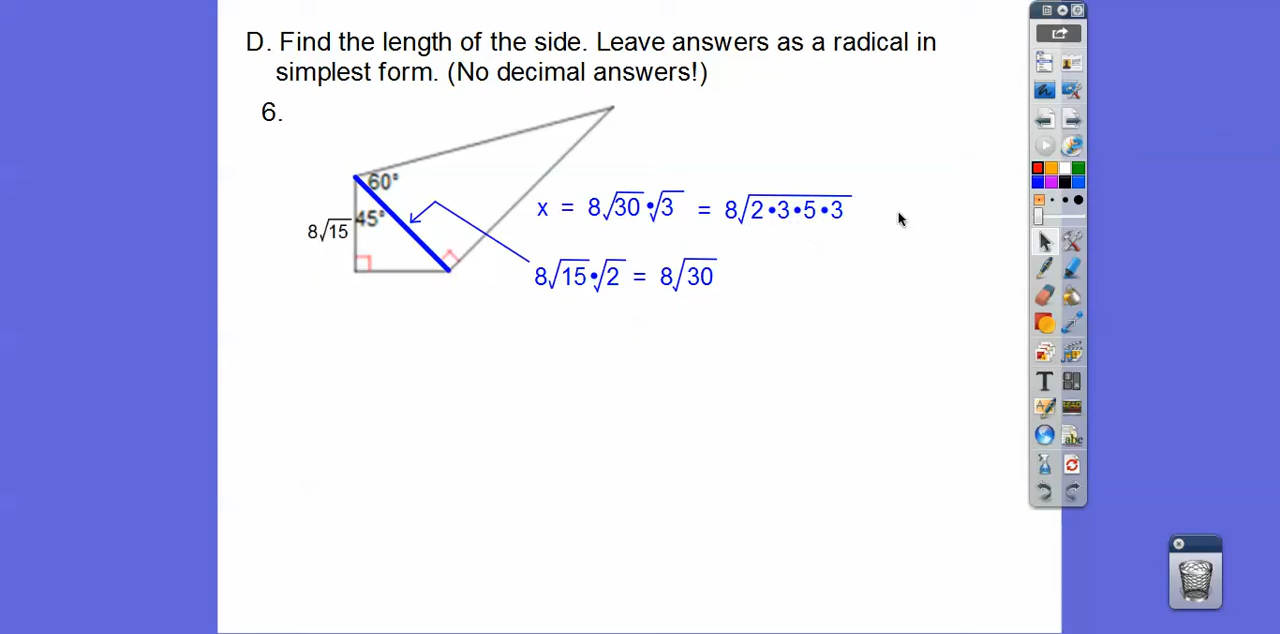 D. Find the length of the side. Leave answers as a radical in
simplest form. (No decimal answers!)
6.
60°
45°
8√15
x = 8√30•√3 = 8√2•3•5•3
8√15•√2 = 8√30